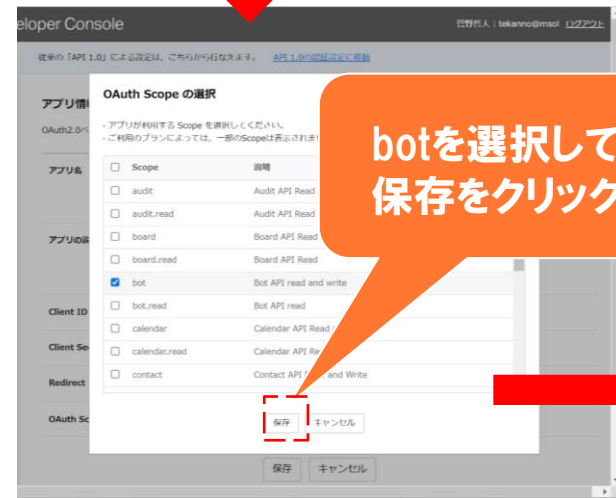 eloper Console
菅野哲人 | tekanno@msol ログアウト
従来の「API 1.0」による設定は、こちらから行なえます。 API 1.0の認証設定に移動
アプリ情
OAuth2.0ベ
アプリ名
アプリの説
Client ID
Client Se
Redirect
OAuth Sc
OAuth Scope の選択
- アプリが利用する Scope を選択してください。
- ご利用のプランによっては、一部のScopeは表示されま
Scope 説明
audit Audit API Read
audit.read Audit API Read
board Board API Read
board.read Board API Read
bot Bot API read and write
bot.read Bot API read
calendar Calendar API Read
calendar.read Calendar API Re
contact Contact API and Write
保存 キャンセル
保存 キャンセル
botを選択して
保存をクリック